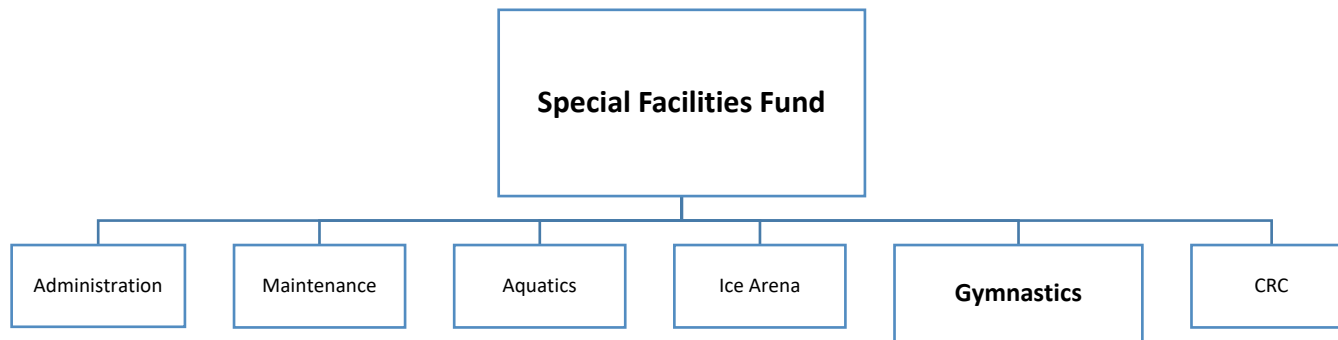 Special Facilities Fund
Administration
Maintenance
Aquatics
Ice Arena
Gymnastics
CRC